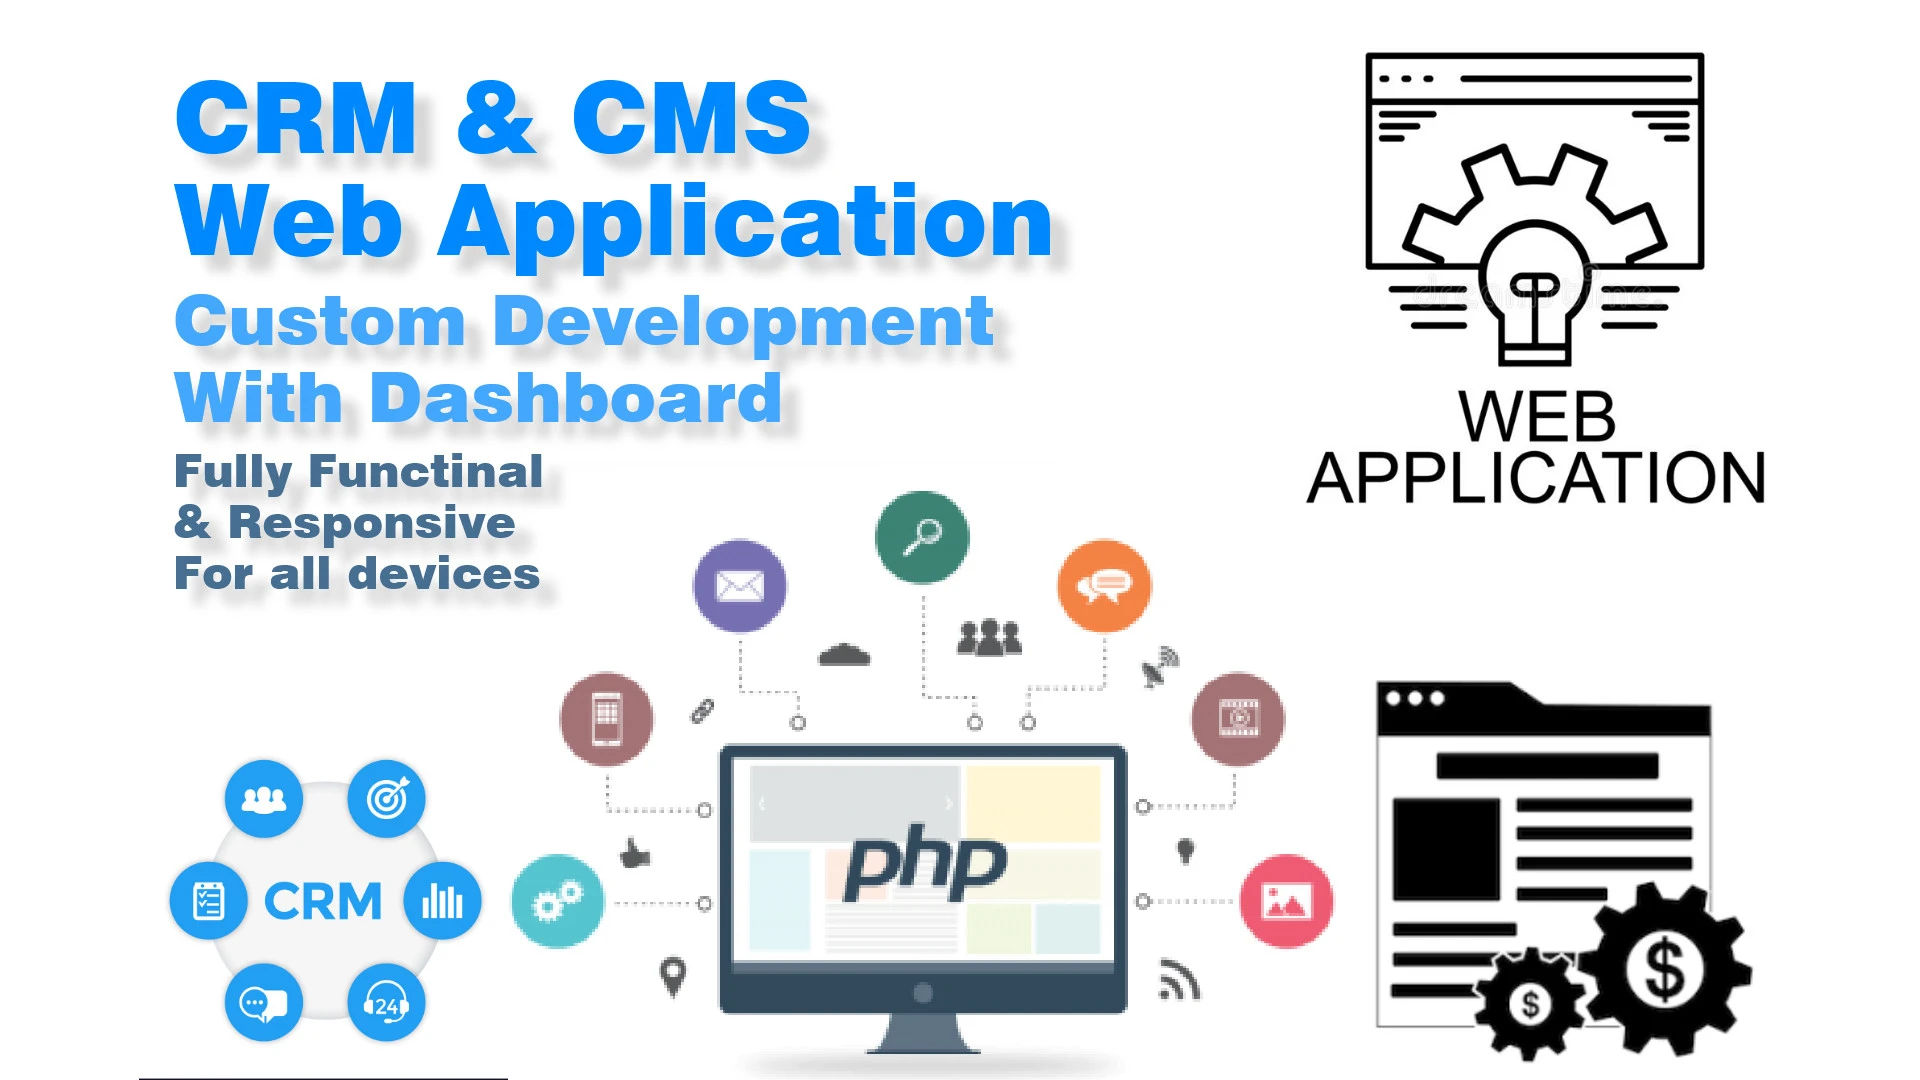 CRM & CMS
Web Application
Custom Development
With Dashboard
Fully Functinal
& Responsive
For all devices
WEB
APPLICATION
php
CRM
24
$
$